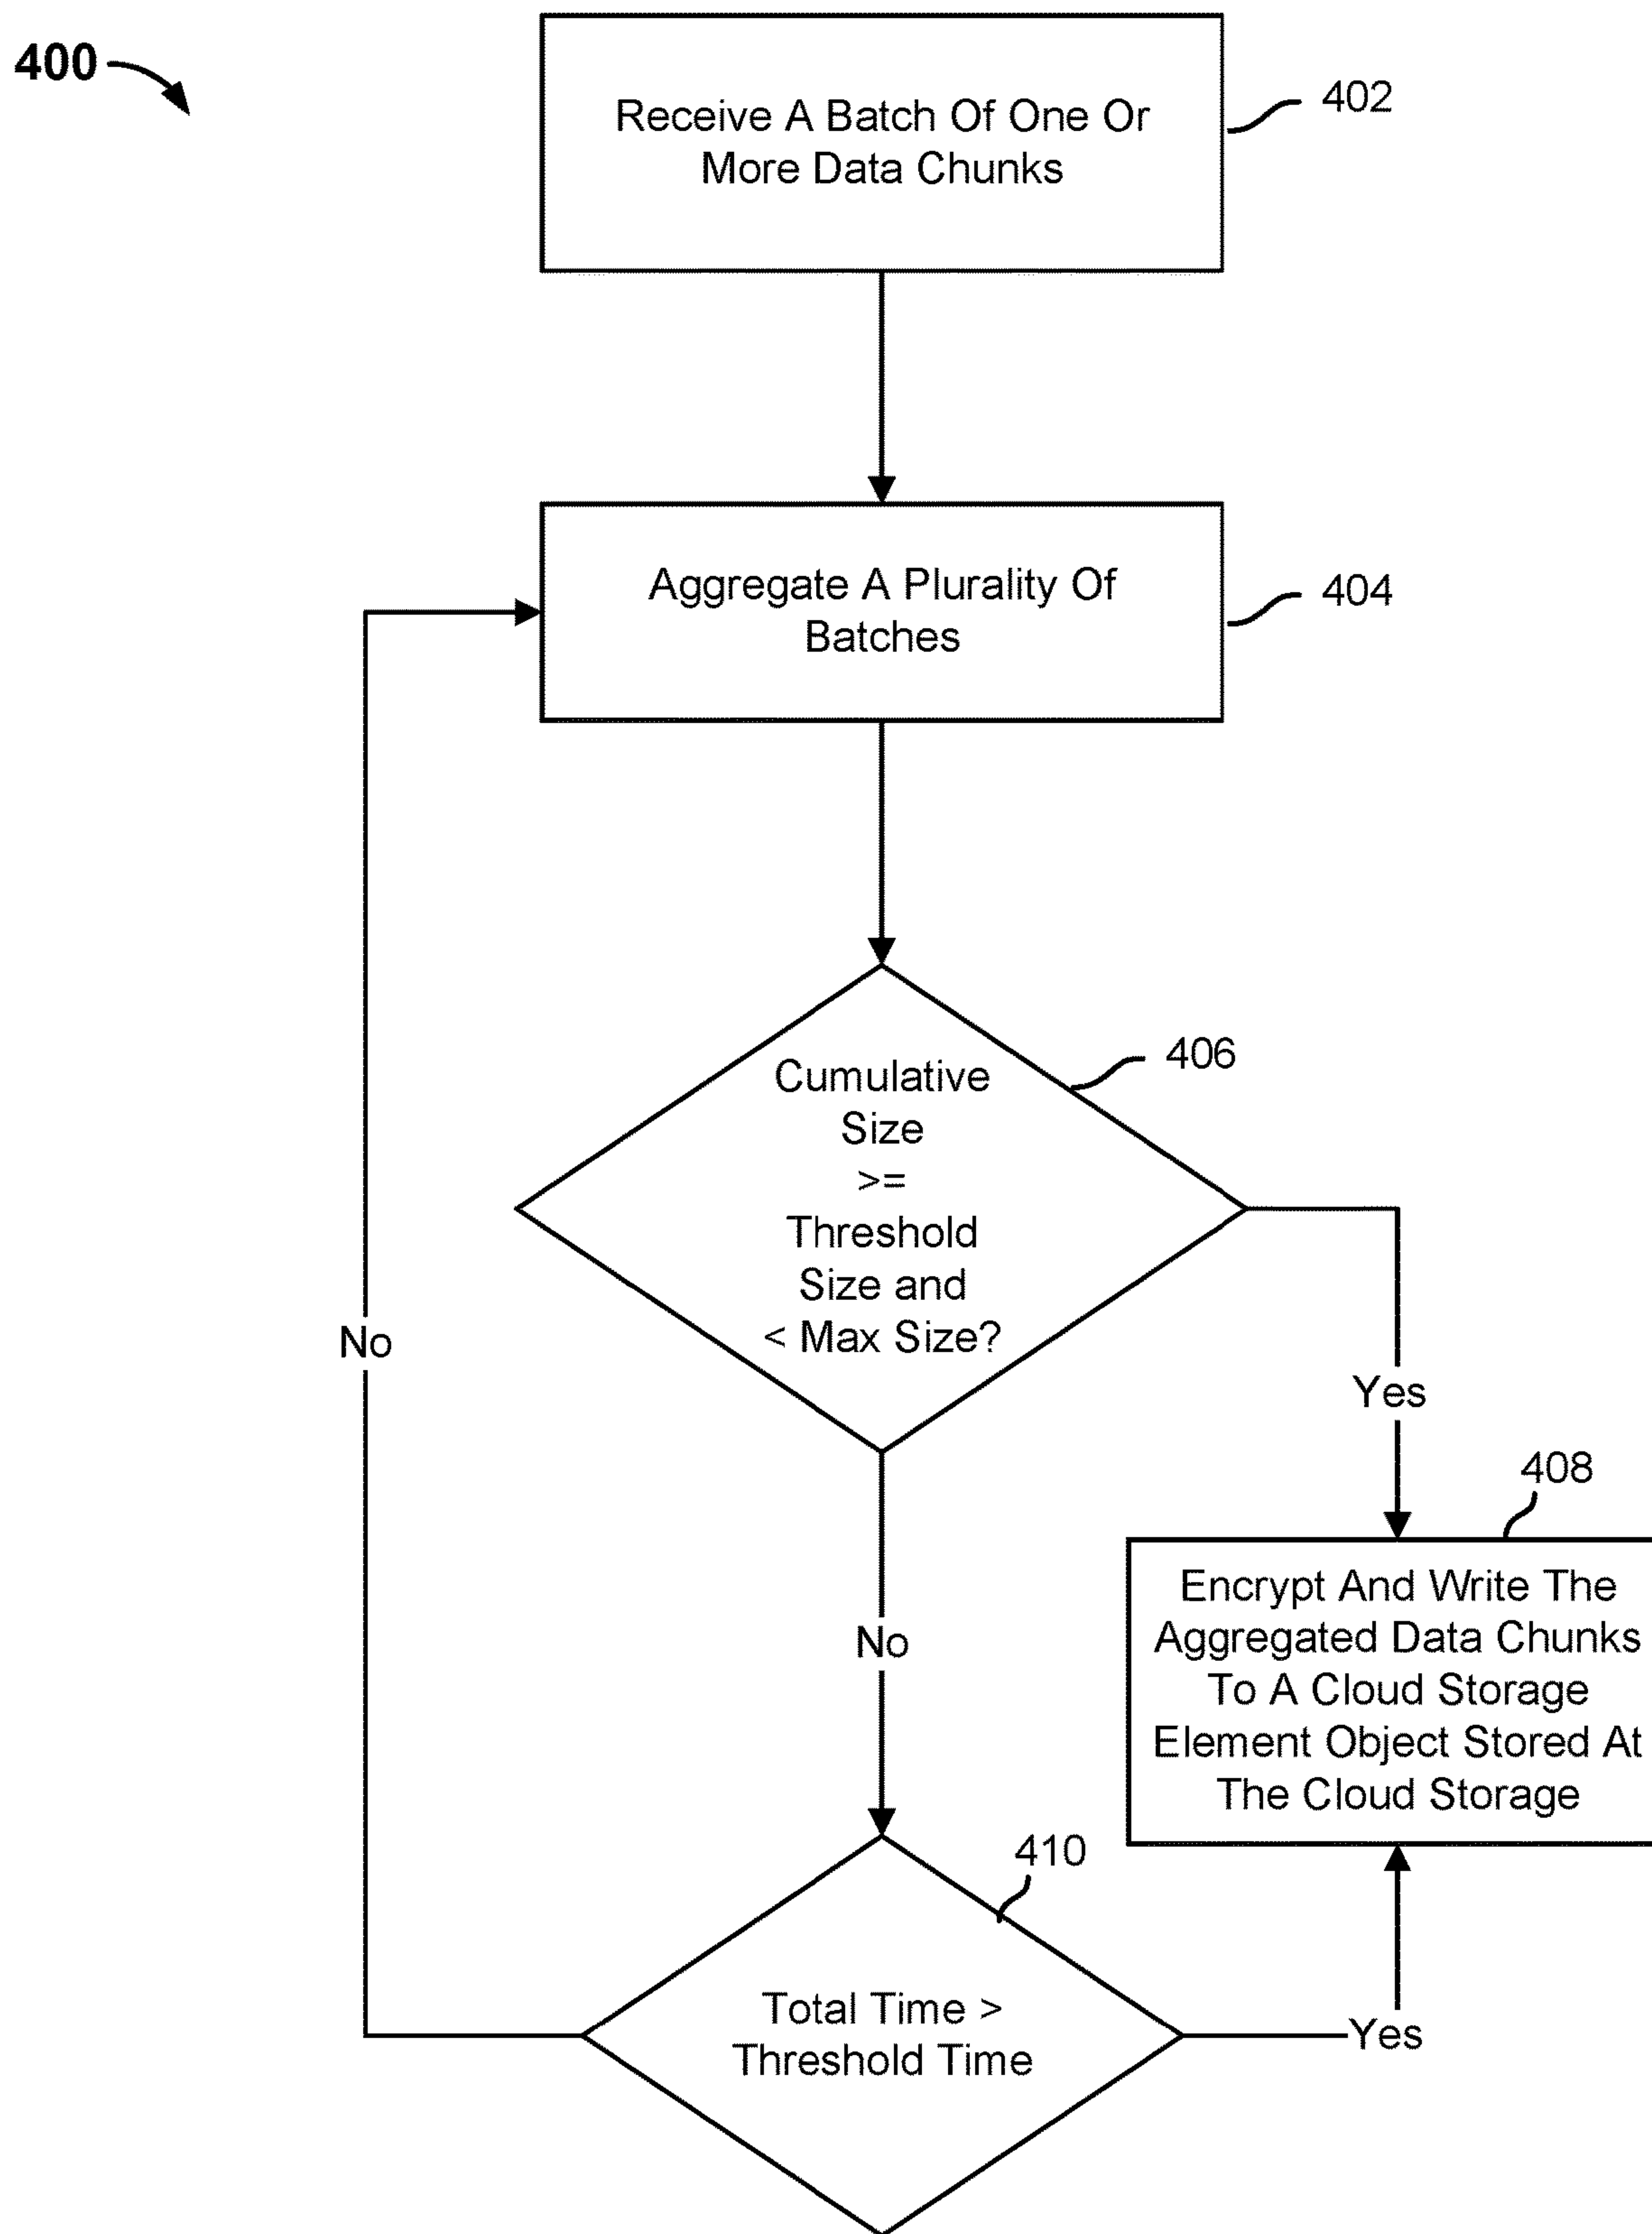 400
Receive A Batch Of One Or
More Data Chunks
402
Aggregate A Plurality Of
Batches
404
Cumulative
Size
>=
Threshold
Size and
< Max Size?
406
No
Yes
408
Encrypt And Write The
Aggregated Data Chunks
To A Cloud Storage
Element Object Stored At
The Cloud Storage
No
410
Total Time >
Threshold Time
Yes